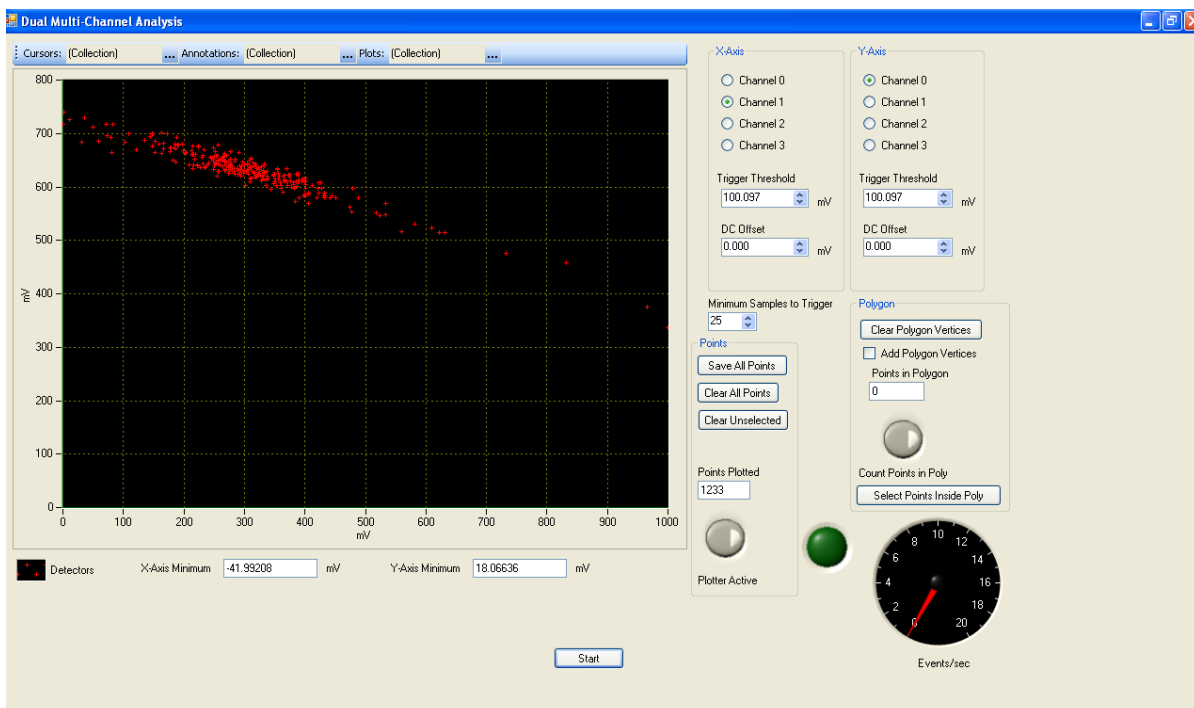 Dual Multi-Channel Analysis
Cursors: (Collection) ... Annotations: (Collection) ... Plots: (Collection) ...
800
700
600
500
400
300
200
100
0
mV
0 100 200 300 400 500 600 700 800 900 1000
mV
Detectors X-Axis Minimum -41.99208 mV Y-Axis Minimum 18.06636 mV
Start
X-Axis
Channel 0
Channel 1
Channel 2
Channel 3
Trigger Threshold
100.097 mV
DC Offset
0.000 mV
Y-Axis
Channel 0
Channel 1
Channel 2
Channel 3
Trigger Threshold
100.097 mV
DC Offset
0.000 mV
Minimum Samples to Trigger
25
Points
Save All Points
Clear All Points
Clear Unselected
Points Plotted
1233
Plotter Active
Polygon
Clear Polygon Vertices
Add Polygon Vertices
Points in Polygon
0
Count Points in Poly
Select Points Inside Poly
0 2 4 6 8 10 12 14 16 18 20
Events/sec